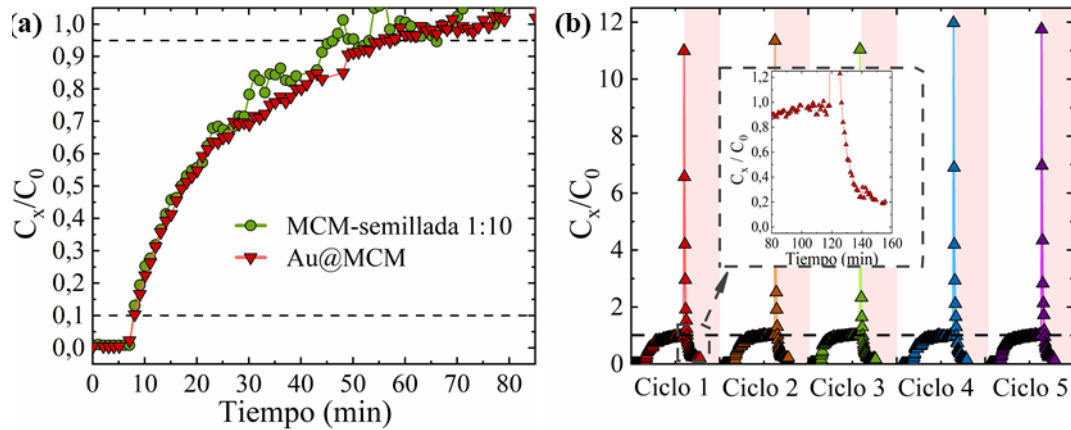 (a)
1,0
0,9
0,8
0,7
0,6
0,5
0,4
0,3
0,2
0,1
0,0
Cx/C0
0 10 20 30 40 50 60 70 80
Tiempo (min)
MCM-semillada 1:10
Au@MCM
(b)
12
10
8
6
4
2
0
Cx/C0
1,2
1,0
0,8
0,6
0,4
0,2
0,0
Cx / C0
80 100 120 140 160
Tiempo (min)
Ciclo 1 Ciclo 2 Ciclo 3 Ciclo 4 Ciclo 5